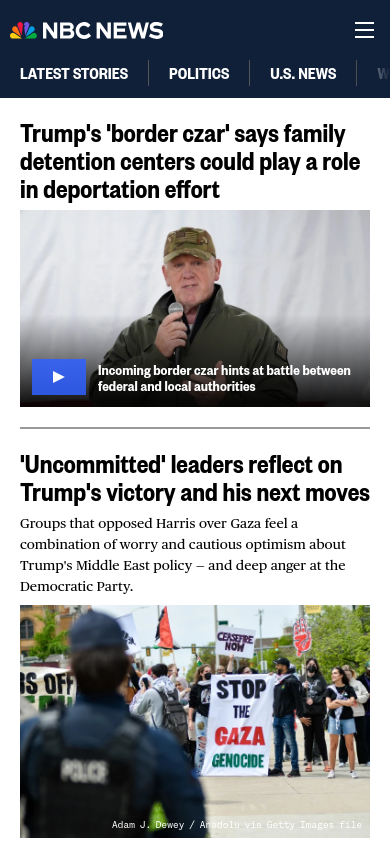 NBC NEWS
LATEST STORIES
POLITICS
U.S. NEWS
Trump's 'border czar' says family
detention centers could play a role
in deportation effort
Incoming border czar hints at battle between
federal and local authorities
'Uncommitted' leaders reflect on
Trump's victory and his next moves
Groups that opposed Harris over Gaza feel a
combination of worry and cautious optimism about
Trump's Middle East policy — and deep anger at the
Democratic Party.
CEASEFIRE
NOW
STOP
THE
GAZA
GENOCIDE
POLICE
Adam J. Dewey / Anadolu via Getty Images file